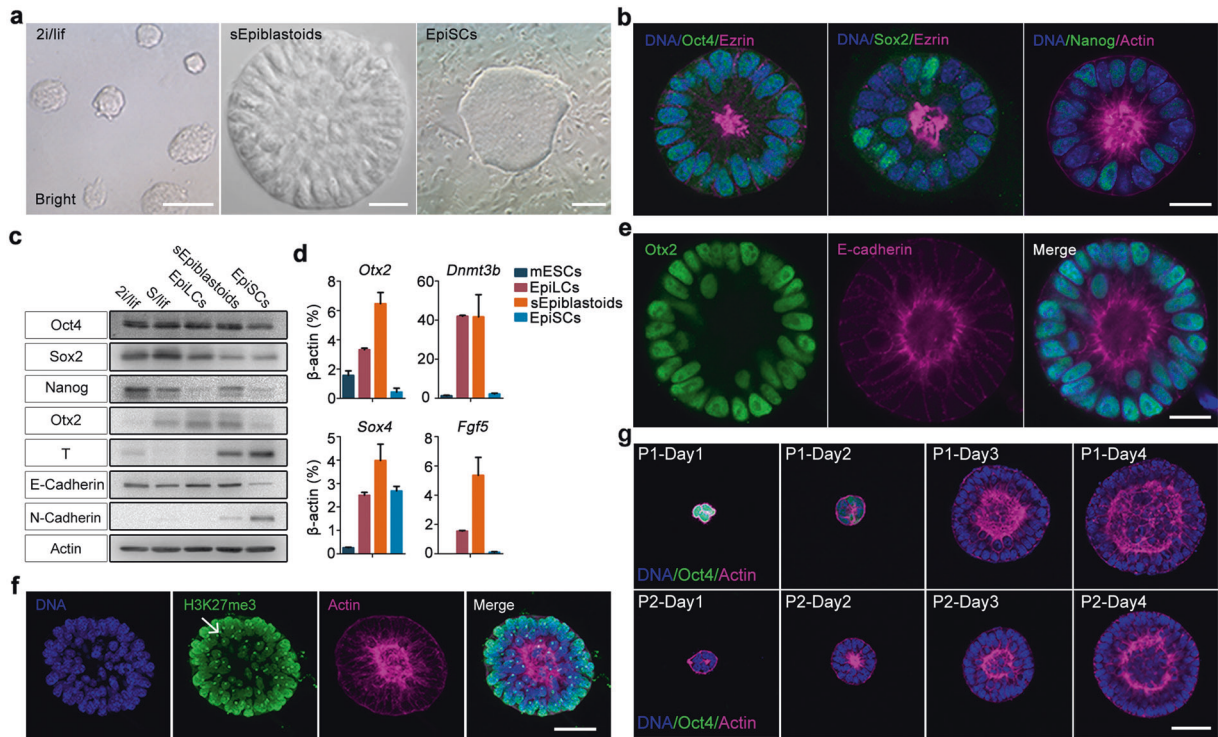 a
2i/lif
sEpiblastoids
EpiSCs
Bright
b
DNA/Oct4/Ezrin
DNA/Sox2/Ezrin
DNA/Nanog/Actin
c
2i/lif
S/lif
EpiLCs
sEpiblastoids
EpiSCs
Oct4
Sox2
Nanog
Otx2
T
E-Cadherin
N-Cadherin
Actin
d
Otx2
β-actin (%)
8
6
4
2
0
Dnmt3b
60
40
20
0
mESCs
EpiLCs
sEpiblastoids
EpiSCs
Sox4
β-actin (%)
5
4
3
2
1
0
Fgf5
8
6
4
2
0
e
Otx2
E-cadherin
Merge
f
DNA
H3K27me3
Actin
Merge
g
P1-Day1
P1-Day2
P1-Day3
P1-Day4
DNA/Oct4/Actin
P2-Day1
P2-Day2
P2-Day3
P2-Day4
DNA/Oct4/Actin